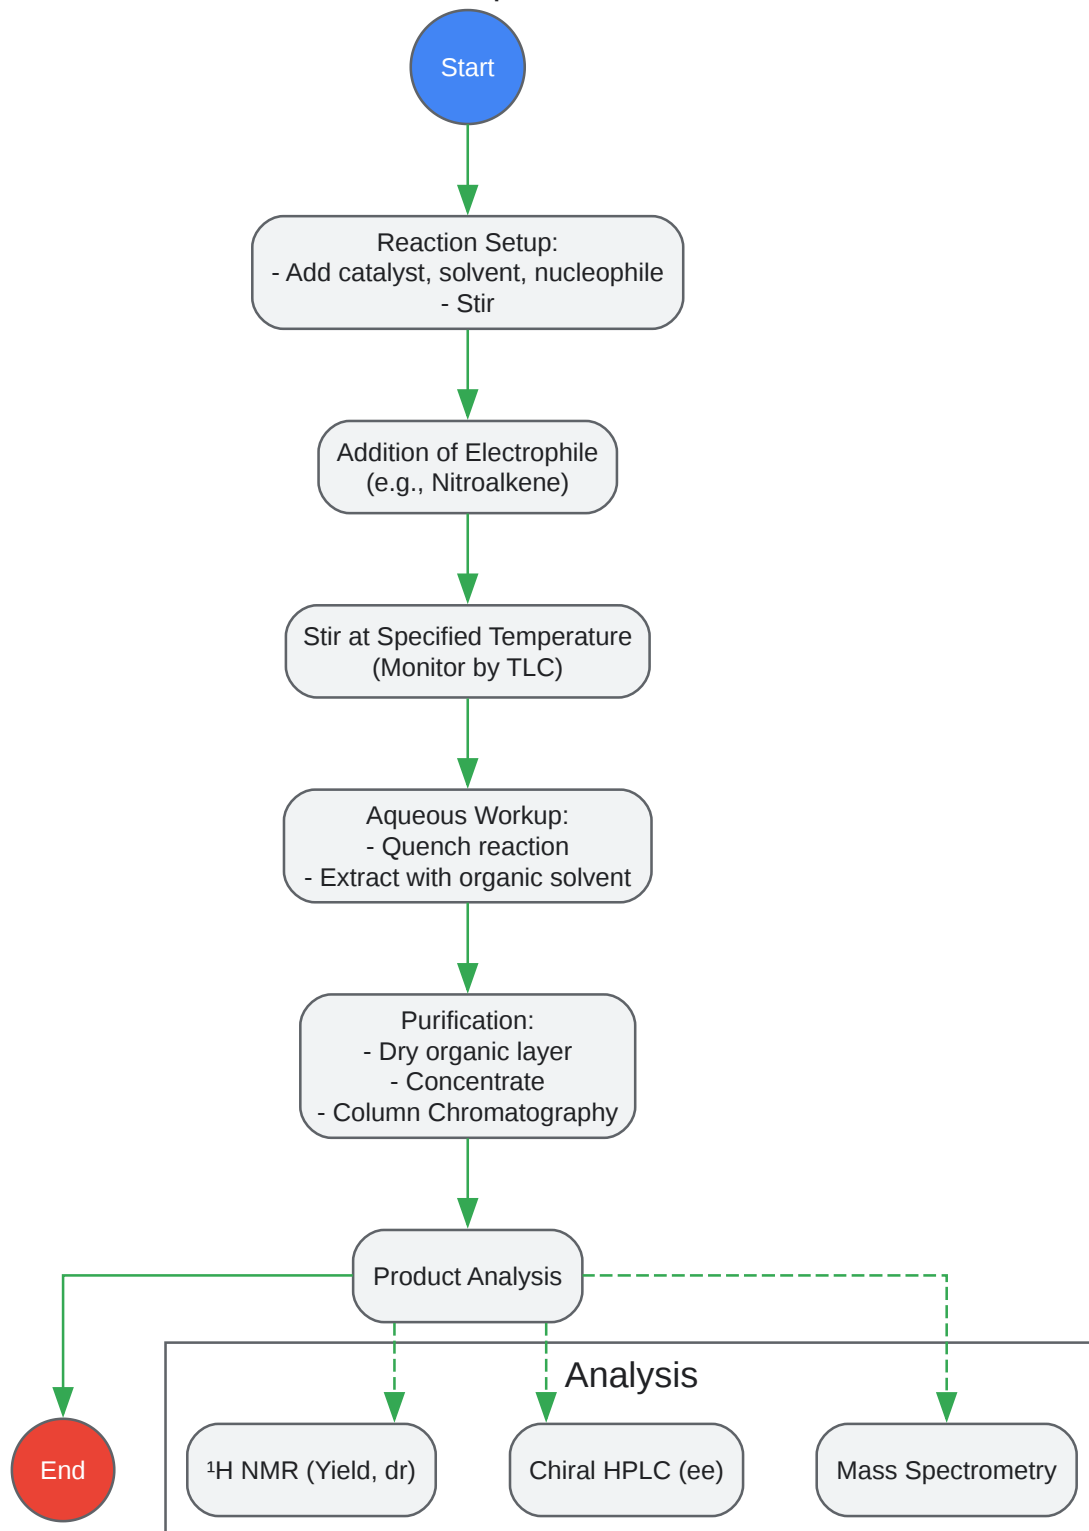 Start
Reaction Setup:
- Add catalyst, solvent, nucleophile
- Stir
Addition of Electrophile
(e.g., Nitroalkene)
Stir at Specified Temperature
(Monitor by TLC)
Aqueous Workup:
- Quench reaction
- Extract with organic solvent
Purification:
- Dry organic layer
- Concentrate
- Column Chromatography
Product Analysis
Analysis
End
¹H NMR (Yield, dr)
Chiral HPLC (ee)
Mass Spectrometry